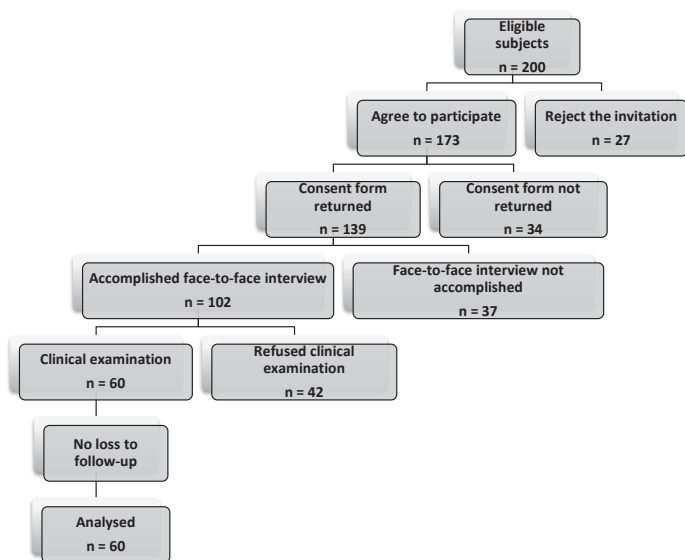 Eligible
subjects
n = 200
Agree to participate
n = 173
Reject the invitation
n = 27
Consent form
returned
n = 139
Consent form not
returned
n = 34
Accomplished face-to-face interview
n = 102
Face-to-face interview not
accomplished
n = 37
Clinical examination
n = 60
Refused clinical
examination
n = 42
No loss to
follow-up
Analysed
n = 60